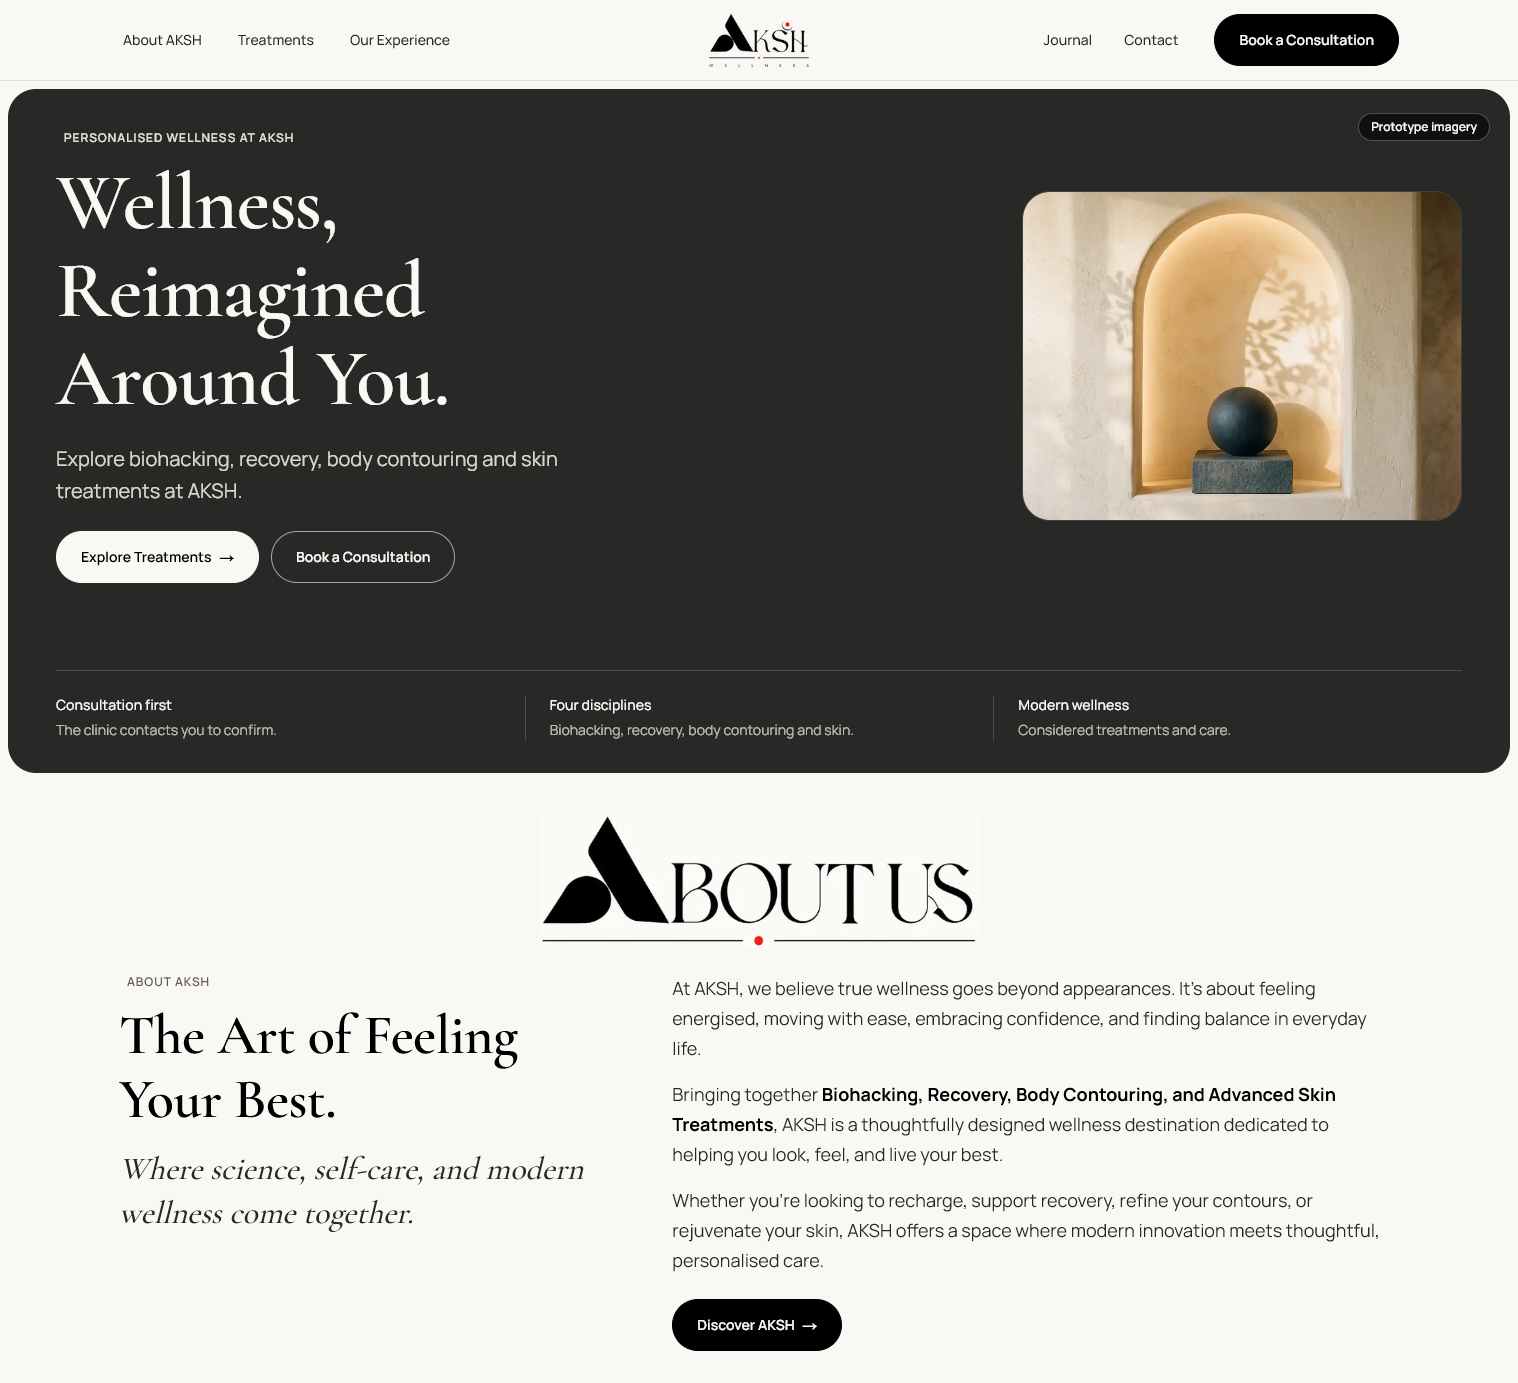 About AKSH
Treatments
Our Experience
AKSH
WELLNESS
Journal
Contact
Book a Consultation
PERSONALISED WELLNESS AT AKSH
Prototype imagery
Wellness,
Reimagined
Around You.
Explore biohacking, recovery, body contouring and skin
treatments at AKSH.
Explore Treatments →
Book a Consultation
Consultation first
The clinic contacts you to confirm.
Four disciplines
Biohacking, recovery, body contouring and skin.
Modern wellness
Considered treatments and care.
ABOUT US
ABOUT AKSH
The Art of Feeling
Your Best.
Where science, self-care, and modern
wellness come together.
At AKSH, we believe true wellness goes beyond appearances. It’s about feeling
energised, moving with ease, embracing confidence, and finding balance in everyday
life.
Bringing together Biohacking, Recovery, Body Contouring, and Advanced Skin
Treatments, AKSH is a thoughtfully designed wellness destination dedicated to
helping you look, feel, and live your best.
Whether you’re looking to recharge, support recovery, refine your contours, or
rejuvenate your skin, AKSH offers a space where modern innovation meets thoughtful,
personalised care.
Discover AKSH →